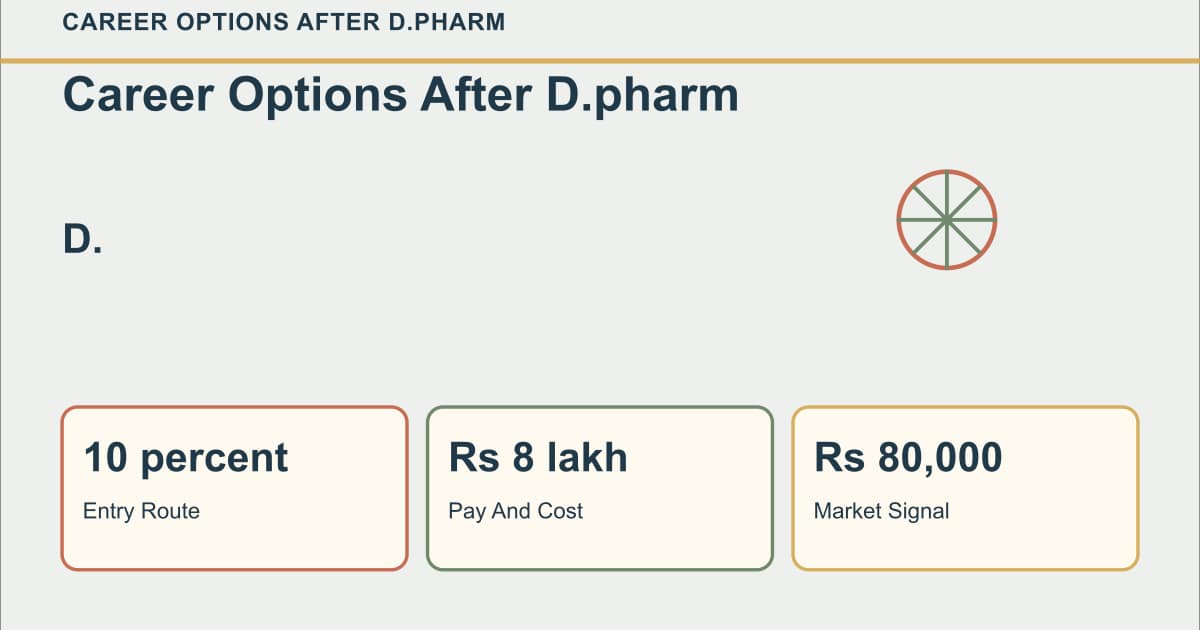 CAREER OPTIONS AFTER D.PHARM
Career Options After D.pharm
D.
10 percent
Entry Route
Rs 8 lakh
Pay And Cost
Rs 80,000
Market Signal